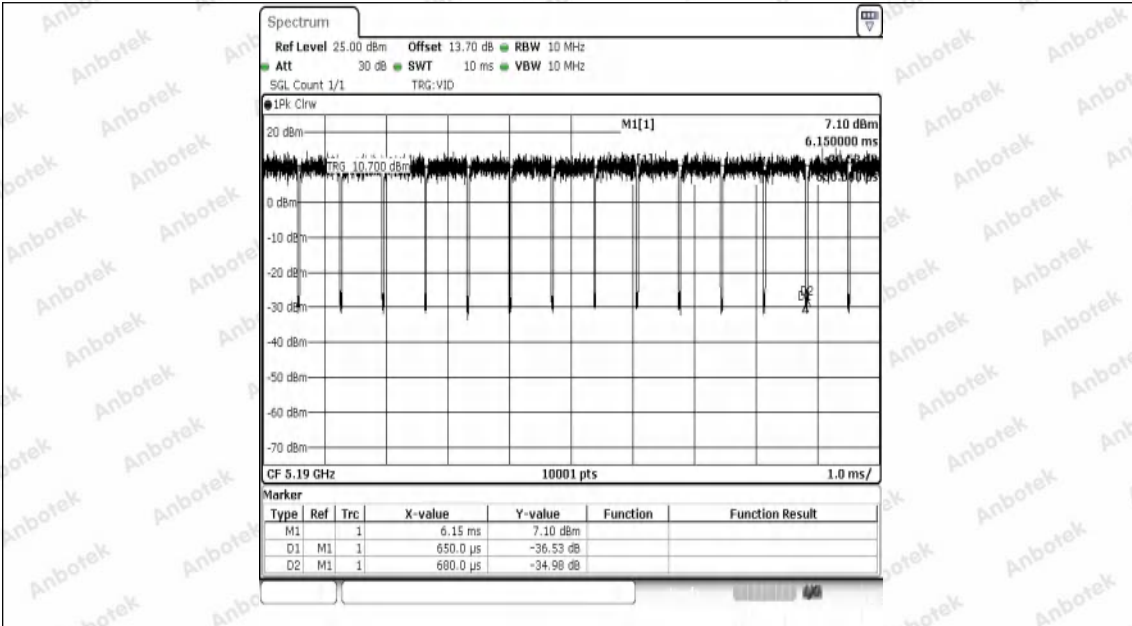 Spectrum
Ref Level 25.00 dBm Offset 13.70 dB RBW 10 MHz
Att 30 dB SWT 10 ms VBW 10 MHz
SGL Count 1/1 TRG:VID
1Pk Clrw
M1[1] 7.10 dBm
20 dBm
6.150000 ms
TRG 10.700 dBm
0 dBm
-10 dBm
-20 dBm
D2
-30 dBm
-40 dBm
-50 dBm
-60 dBm
-70 dBm
CF 5.19 GHz 10001 pts 1.0 ms/
Marker
Type Ref Trc X-value Y-value Function Function Result
M1 1 6.15 ms 7.10 dBm
D1 M1 1 650.0 µs -36.53 dB
D2 M1 1 680.0 µs -34.98 dB
Anbotek